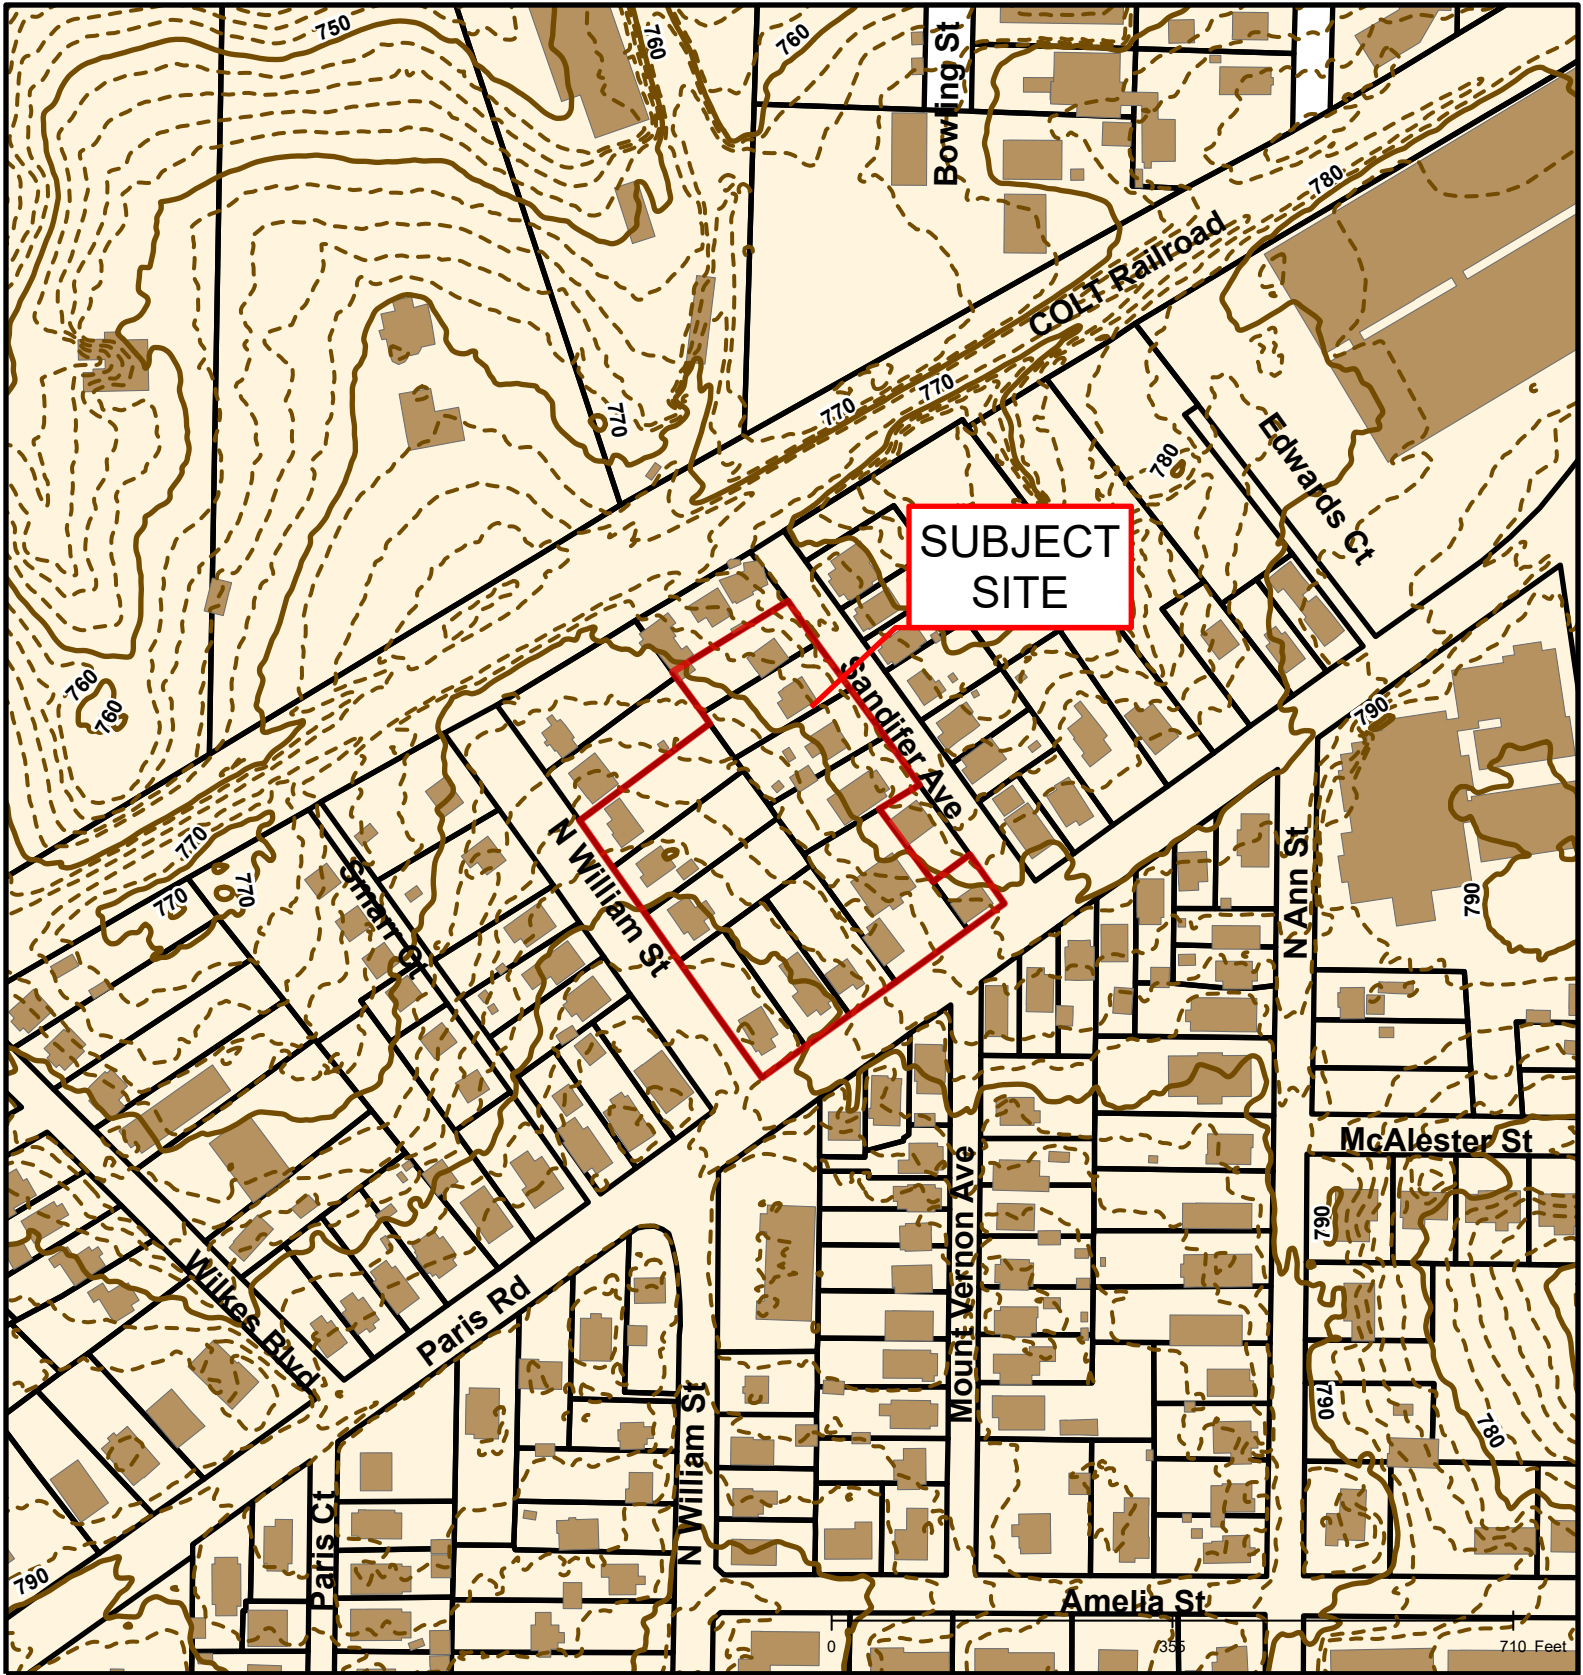 750
760
760
Bowling St
780
COLT Railroad
770
770
770
Edwards Ct
780
SUBJECT
SITE
760
760
Sandifer Ave
790
N William St
770
770
770
Smarr Ct
N Ann St
790
McAlester St
Mount Vernon Ave
790
Wilkes Blvd
Paris Rd
790
780
N William St
Paris Ct
790
Amelia St
0
355
710 Feet